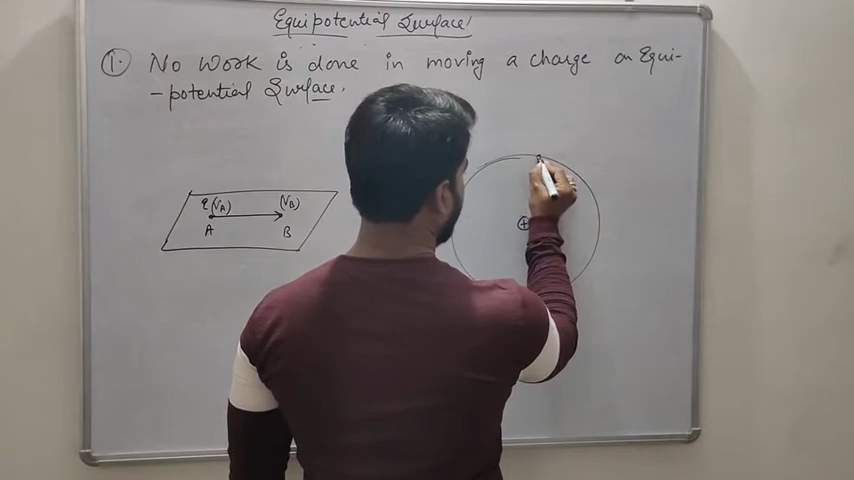 Equipotential Surface
1. No work is done in moving a charge on Equi-
-potential Surface.
q (VA) (VB)
A B
+